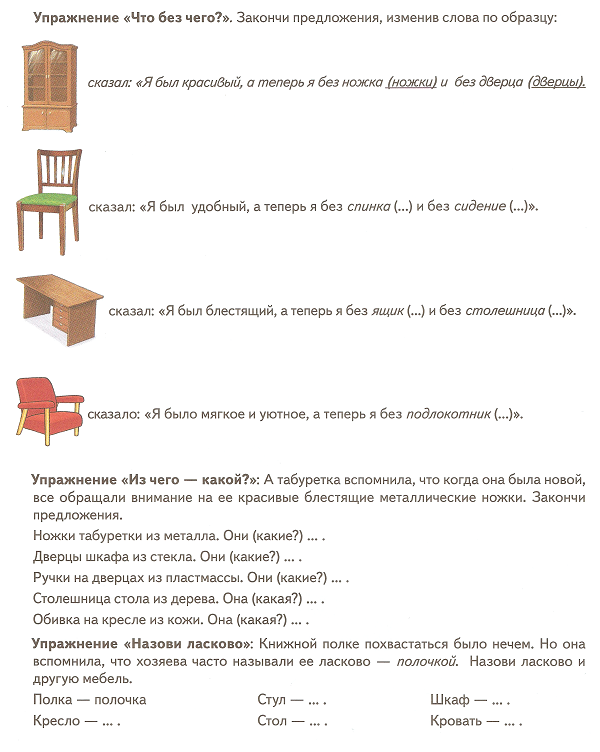 Упражнение «Что без чего?». Закончи предложения, изменив слова по образцу:
сказал: «Я был красивый, а теперь я без ножка (ножки) и без дверца (дверцы).
сказал: «Я был удобный, а теперь я без спинка (...) и без сидение (...)».
сказал: «Я был блестящий, а теперь я без ящик (...) и без столешница (...)».
сказало: «Я было мягкое и уютное, а теперь я без подлокотник (...)».
Упражнение «Из чего — какой?»: А табуретка вспомнила, что когда она была новой,
все обращали внимание на ее красивые блестящие металлические ножки. Закончи
предложения.
Ножки табуретки из металла. Они (какие?) ... .
Дверцы шкафа из стекла. Они (какие?) ... .
Ручки на дверцах из пластмассы. Они (какие?) ... .
Столешница стола из дерева. Она (какая?) ... .
Обивка на кресле из кожи. Она (какая?) ... .
Упражнение «Назови ласково»: Книжной полке похвастаться было нечем. Но она
вспомнила, что хозяева часто называли ее ласково — полочкой. Назови ласково и
другую мебель.
Полка — полочка Стул — ... . Шкаф — ... .
Кресло — ... . Стол — ... . Кровать — ... .